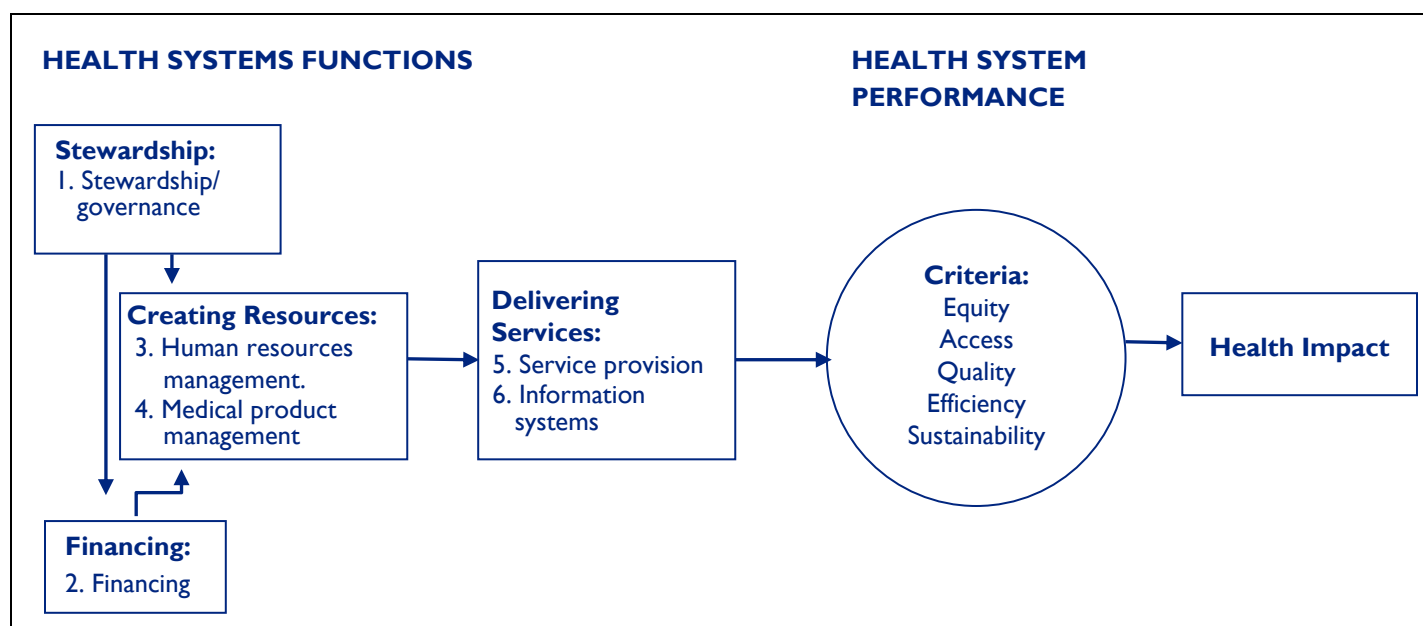 HEALTH SYSTEMS FUNCTIONS
HEALTH SYSTEM
PERFORMANCE
Stewardship:
1. Stewardship/
governance
Creating Resources:
3. Human resources
management.
4. Medical product
management
Financing:
2. Financing
Delivering
Services:
5. Service provision
6. Information
systems
Criteria:
Equity
Access
Quality
Efficiency
Sustainability
Health Impact